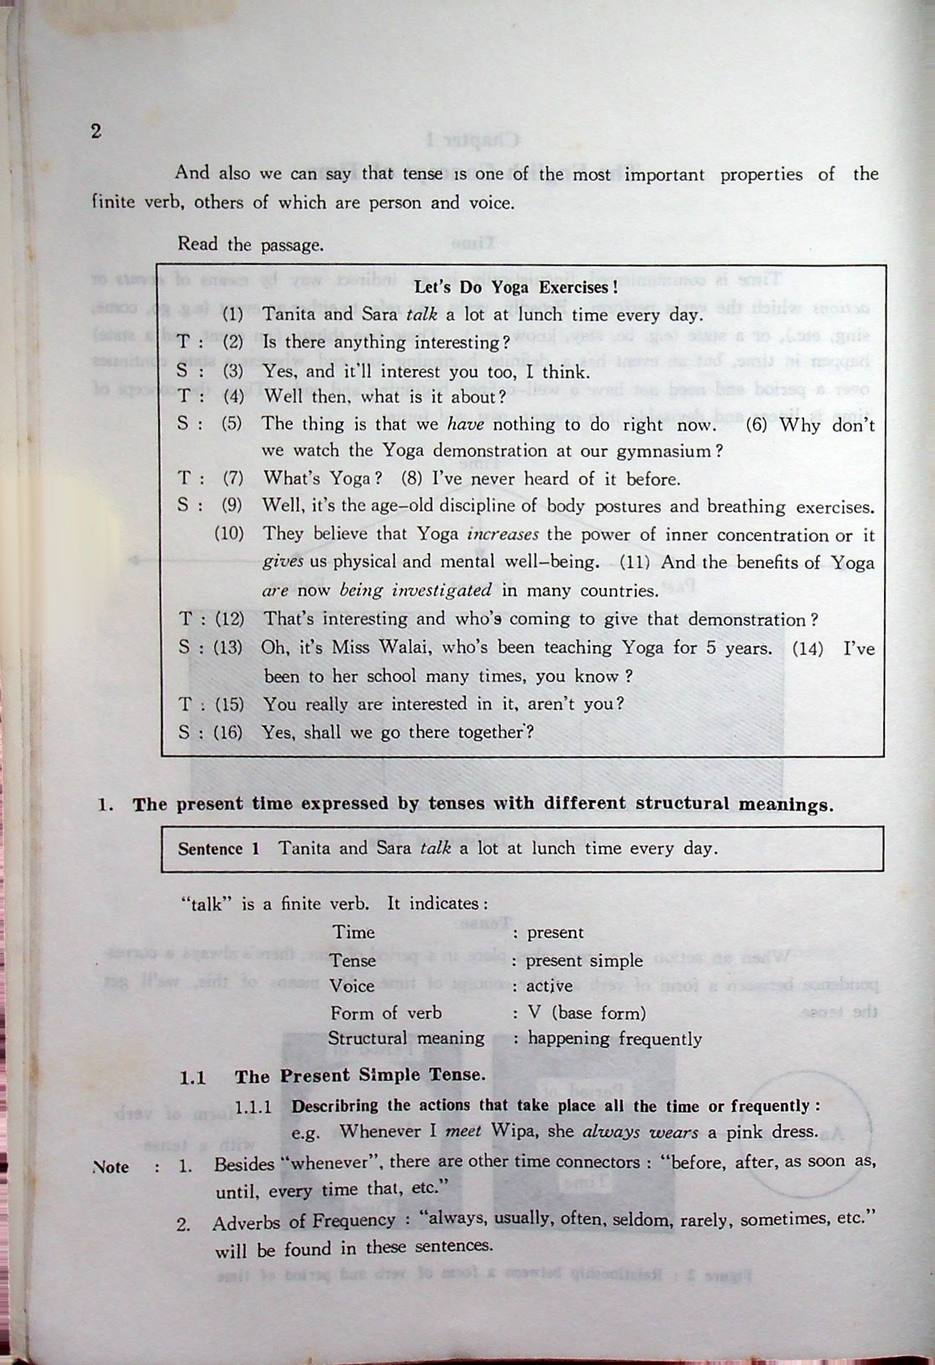 2
And also we can say that tense is one of the most important properties of the
finite verb, others of which are person and voice.
Read the passage.
Let's Do Yoga Exercises !
(1) Tanita and Sara talk a lot at lunch time every day.
T : (2) Is there anything interesting ?
S : (3) Yes, and it'll interest you too, I think.
T : (4) Well then, what is it about ?
S : (5) The thing is that we have nothing to do right now. (6) Why don't
we watch the Yoga demonstration at our gymnasium ?
T : (7) What's Yoga ? (8) I've never heard of it before.
S : (9) Well, it's the age–old discipline of body postures and breathing exercises.
(10) They believe that Yoga increases the power of inner concentration or it
gives us physical and mental well–being. (11) And the benefits of Yoga
are now being investigated in many countries.
T : (12) That's interesting and who's coming to give that demonstration ?
S : (13) Oh, it's Miss Walai, who's been teaching Yoga for 5 years. (14) I've
been to her school many times, you know ?
T : (15) You really are interested in it, aren't you ?
S : (16) Yes, shall we go there together ?
1. The present time expressed by tenses with different structural meanings.
Sentence 1 Tanita and Sara talk a lot at lunch time every day.
“talk” is a finite verb. It indicates :
Time : present
Tense : present simple
Voice : active
Form of verb : V (base form)
Structural meaning : happening frequently
1.1 The Present Simple Tense.
1.1.1 Describring the actions that take place all the time or frequently :
e.g. Whenever I meet Wipa, she always wears a pink dress.
Note : 1. Besides “whenever”, there are other time connectors : “before, after, as soon as,
until, every time that, etc.”
2. Adverbs of Frequency : “always, usually, often, seldom, rarely, sometimes, etc.”
will be found in these sentences.